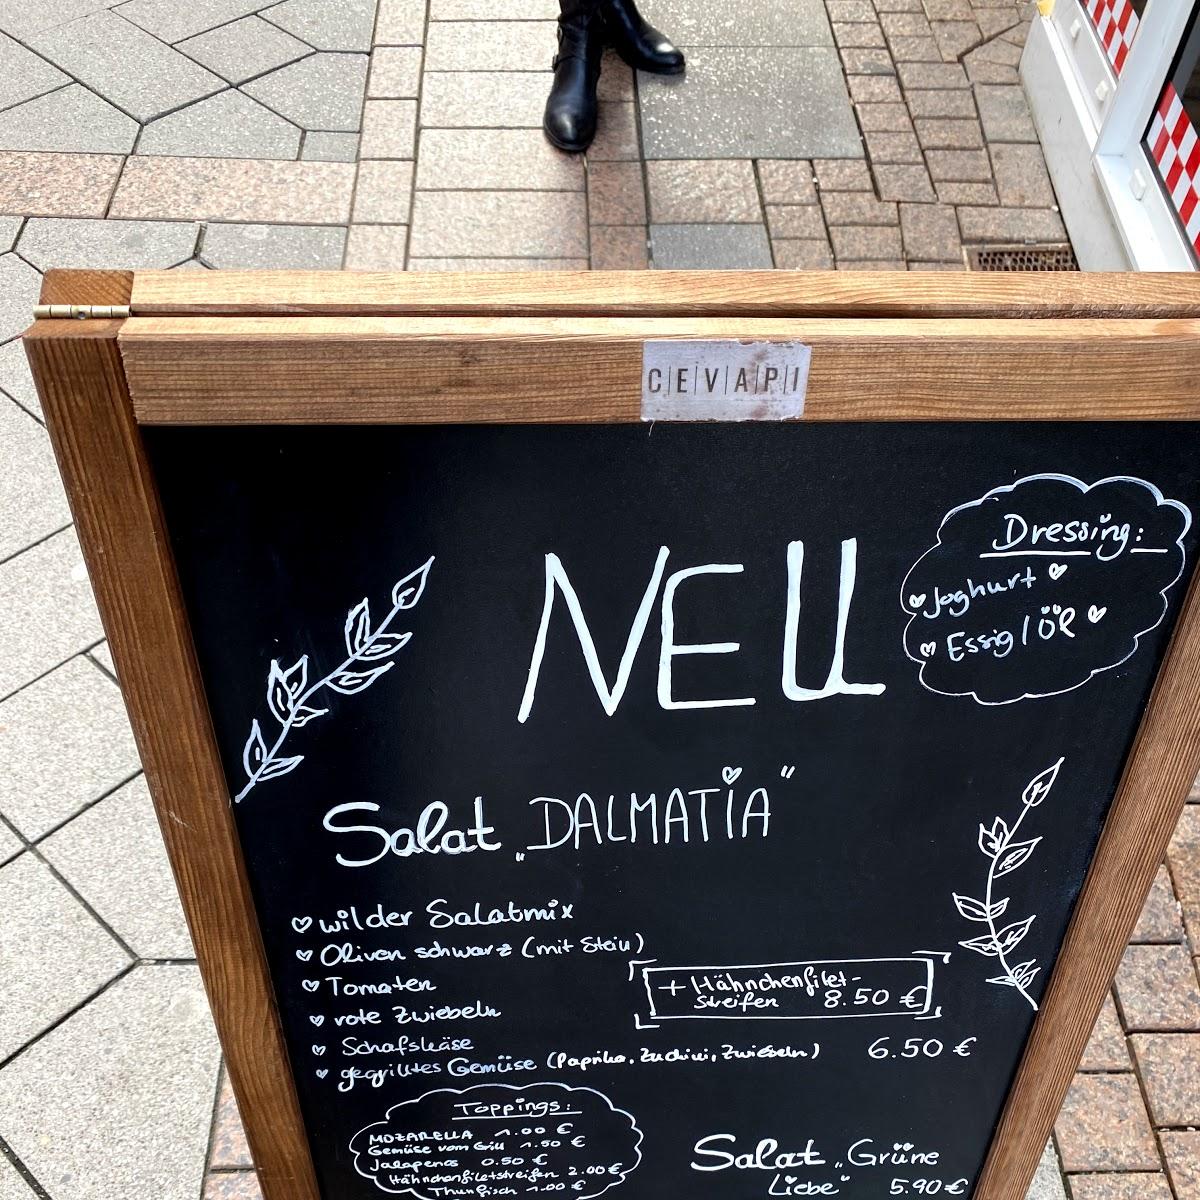 C|E|V|A|P|I
NEU
Dressing:
Joghurt
Essig / Öl
Salat „DALMATIA"
wilder Salatmix
Oliven schwarz (mit Stein)
Tomaten
rote Zwiebeln
Schafskäse
gegrilltes Gemüse (Paprika, Zuchini, Zwiebeln) 6.50 €
+ Hähnchenfilet-
streifen 8.50 €
Toppings:
MOZARELLA 1.00 €
Gemüse vom Grill 1.50 €
Jalapenos 0.50 €
Hähnchenfiletstreifen 2.00 €
Thunfisch 1.00 €
Salat „Grüne
Liebe" 5.90 €